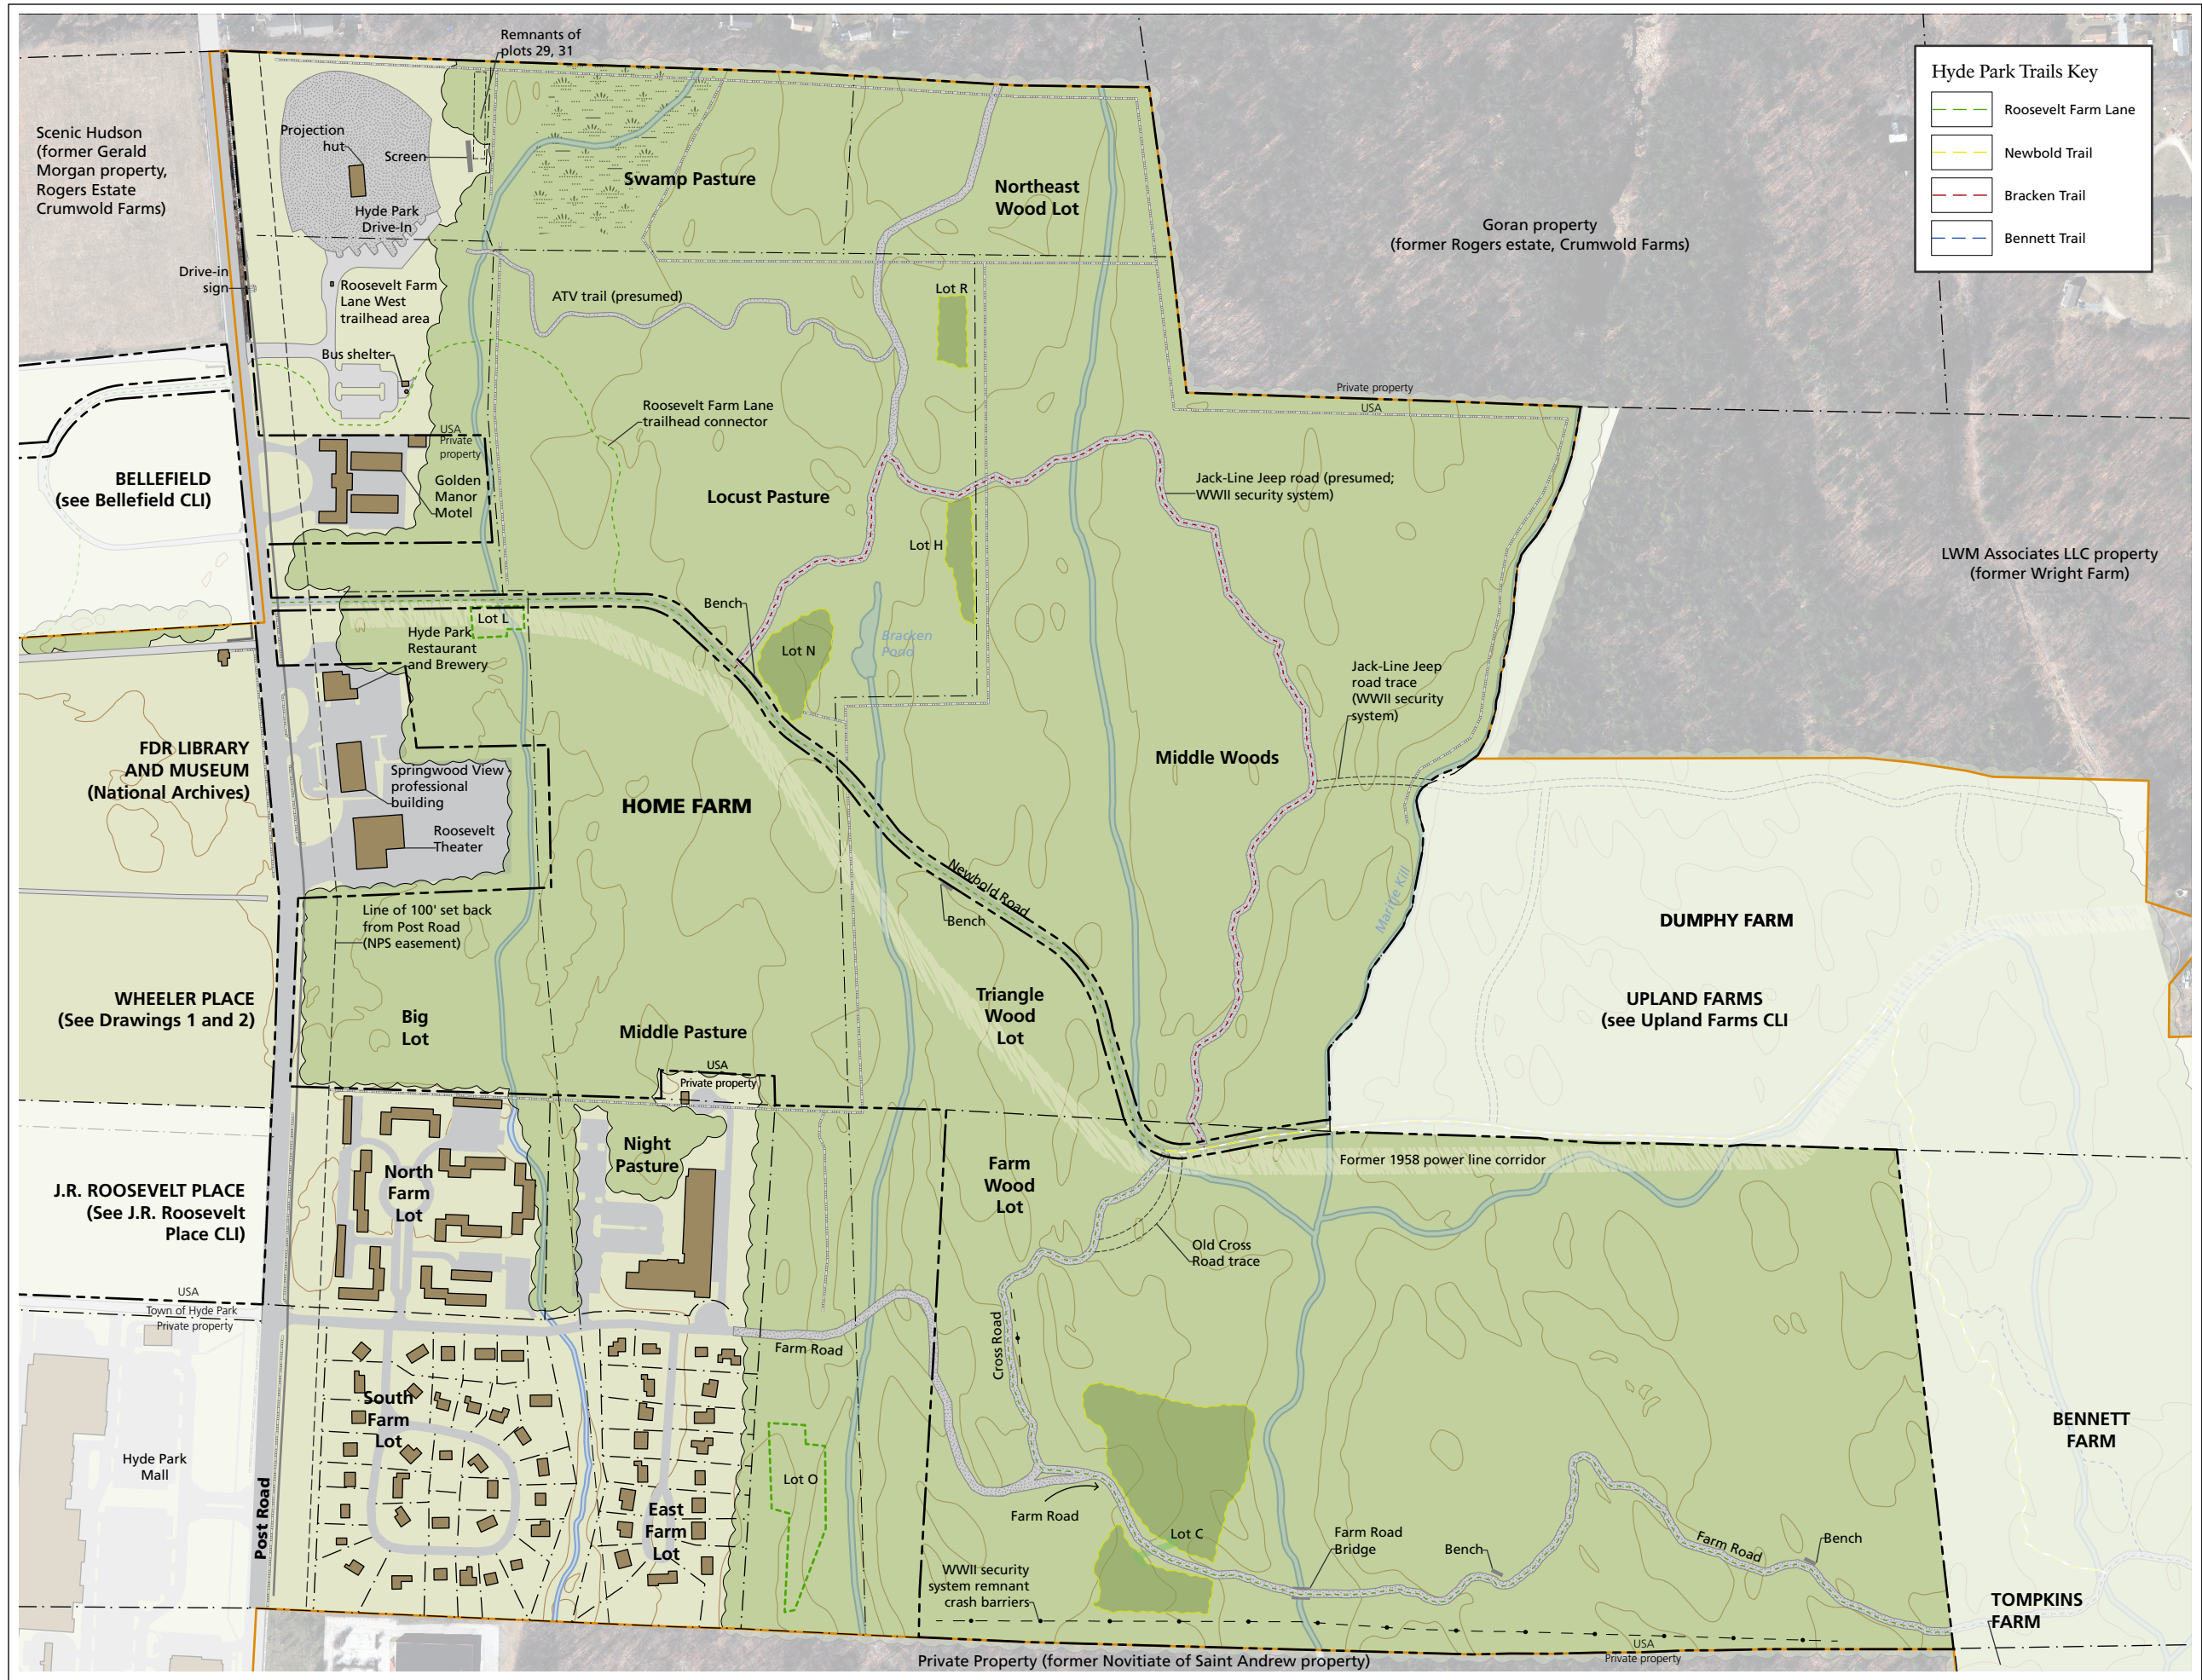 Remnants of
plots 29, 31
Hyde Park Trails Key
Roosevelt Farm Lane
Newbold Trail
Bracken Trail
Bennett Trail
Scenic Hudson
(former Gerald
Morgan property,
Rogers Estate
Crumwold Farms)
Projection
hut
Screen
Hyde Park
Drive-In
Swamp Pasture
Northeast
Wood Lot
Goran property
(former Rogers estate, Crumwold Farms)
Drive-in
sign
Roosevelt Farm
Lane West
trailhead area
ATV trail (presumed)
Lot R
Bus shelter
Private property
USA
Roosevelt Farm Lane
trailhead connector
USA
Private
property
BELLEFIELD
(see Bellefield CLI)
Golden
Manor
Motel
Locust Pasture
Jack-Line Jeep road (presumed;
WWII security system)
Lot H
LWM Associates LLC property
(former Wright Farm)
Bench
Lot L
Hyde Park
Restaurant
and Brewery
Lot N
Bracken
Pond
Jack-Line Jeep
road trace
(WWII security
system)
FDR LIBRARY
AND MUSEUM
(National Archives)
Springwood View
professional
building
HOME FARM
Middle Woods
Roosevelt
Theater
Newbold Road
Bench
Maritje Kill
Line of 100' set back
from Post Road
(NPS easement)
DUMPHY FARM
WHEELER PLACE
(See Drawings 1 and 2)
Big
Lot
Middle Pasture
Triangle
Wood
Lot
UPLAND FARMS
(see Upland Farms CLI
USA
Private property
Night
Pasture
North
Farm
Lot
Farm
Wood
Lot
Former 1958 power line corridor
J.R. ROOSEVELT PLACE
(See J.R. Roosevelt
Place CLI)
Old Cross
Road trace
USA
Town of Hyde Park
Private property
Farm Road
Cross Road
South
Farm
Lot
Hyde Park
Mall
Post Road
Lot O
East
Farm
Lot
Farm Road
Lot C
Farm Road
Bridge
Bench
Farm Road
Bench
BENNETT
FARM
WWII security
system remnant
crash barriers
TOMPKINS
FARM
USA
Private property
Private Property (former Novitiate of Saint Andrew property)